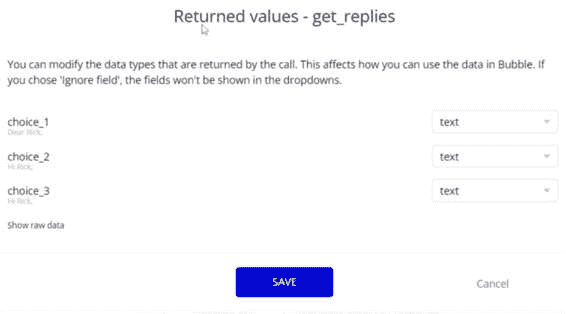 Returned values - get_replies
You can modify the data types that are returned by the call. This affects how you can use the data in Bubble. If
you chose 'Ignore field', the fields won't be shown in the dropdowns.
choice_1 text
Dear Rick,
choice_2 text
Hi Rick,
choice_3 text
Hi Rick,
Show raw data
SAVE Cancel